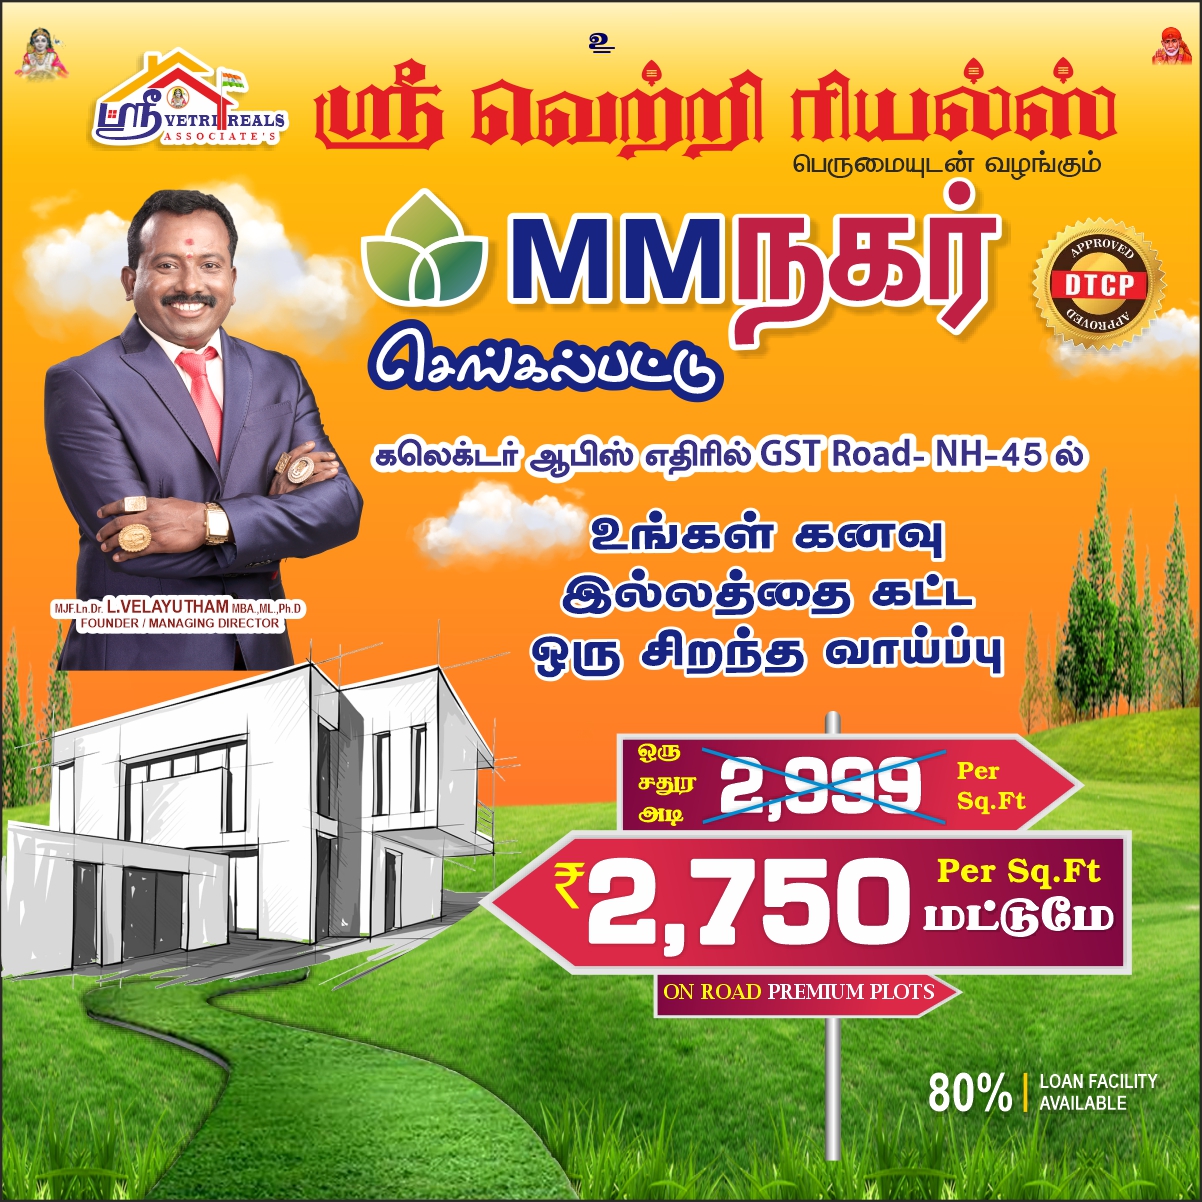 உ
ஸ்ரீ வெற்றி ரியல்ஸ்
ஸ்ரீ VETRI REALS
ASSOCIATE'S
பெருமையுடன் வழங்கும்
MM நகர்
APPROVED
DTCP
APPROVED
செங்கல்பட்டு
கலெக்டர் ஆபிஸ் எதிரில் GST Road- NH-45 ல்
உங்கள் கனவு
இல்லத்தை கட்ட
ஒரு சிறந்த வாய்ப்பு
MJF.Ln.Dr. L.VELAYUTHAM MBA.,ML.,Ph.D
FOUNDER / MANAGING DIRECTOR
ஒரு
சதுர
அடி
2,999
Per
Sq.Ft
₹2,750
Per Sq.Ft
மட்டுமே
ON ROAD PREMIUM PLOTS
80%
LOAN FACILITY
AVAILABLE